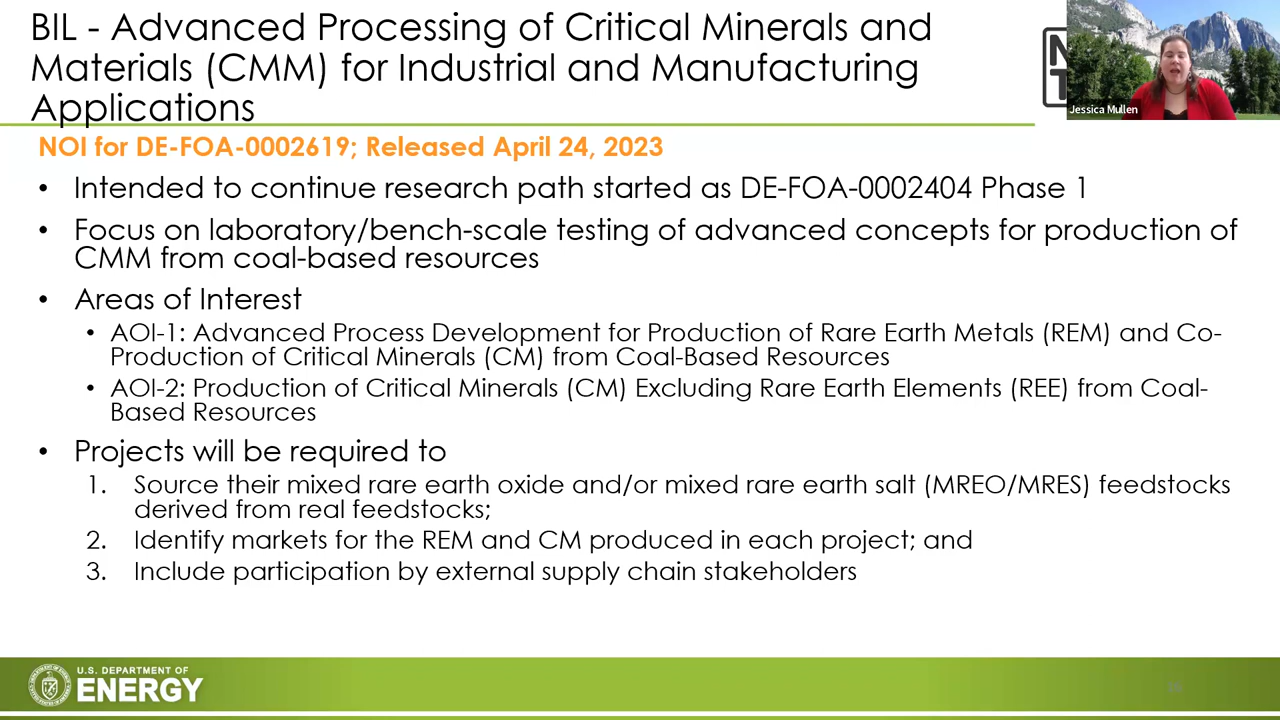 BIL - Advanced Processing of Critical Minerals and
Materials (CMM) for Industrial and Manufacturing
Applications
Jessica Mullen
NOI for DE-FOA-0002619; Released April 24, 2023
• Intended to continue research path started as DE-FOA-0002404 Phase 1
• Focus on laboratory/bench-scale testing of advanced concepts for production of
CMM from coal-based resources
• Areas of Interest
• AOI-1: Advanced Process Development for Production of Rare Earth Metals (REM) and Co-
Production of Critical Minerals (CM) from Coal-Based Resources
• AOI-2: Production of Critical Minerals (CM) Excluding Rare Earth Elements (REE) from Coal-
Based Resources
• Projects will be required to
1. Source their mixed rare earth oxide and/or mixed rare earth salt (MREO/MRES) feedstocks
derived from real feedstocks;
2. Identify markets for the REM and CM produced in each project; and
3. Include participation by external supply chain stakeholders
U.S. DEPARTMENT OF
ENERGY